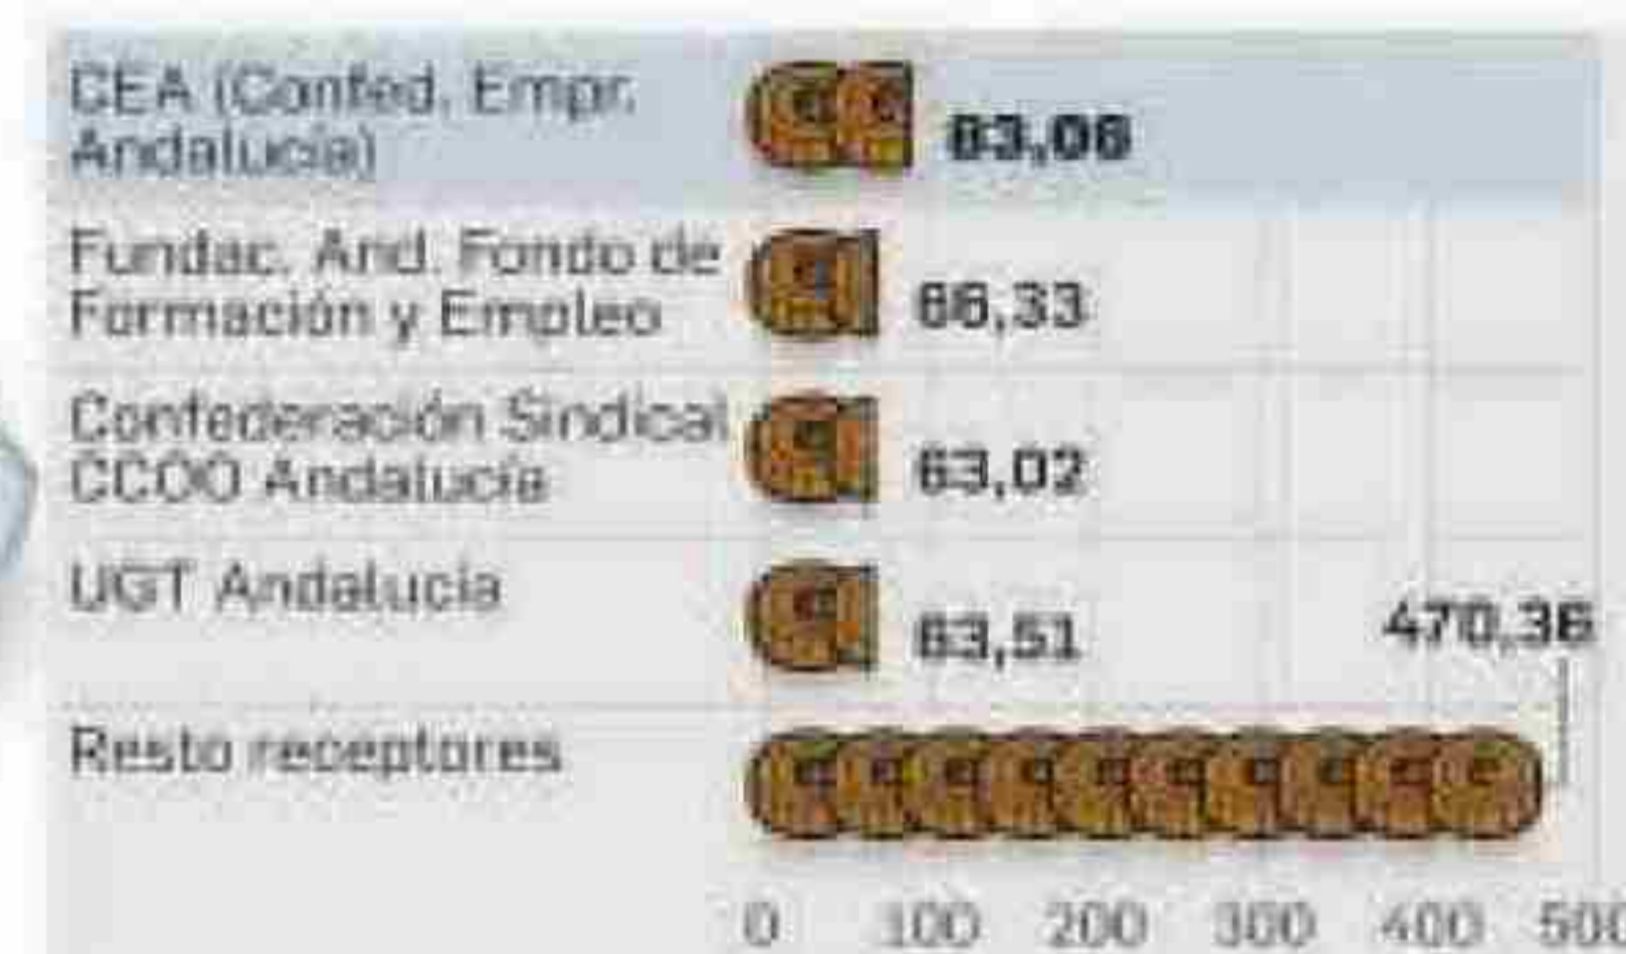 CEA (Confed. Empr.
Andalucía)
83,08
Fundac. And. Fondo de
Formación y Empleo
66,33
Confederación Sindical
CCOO Andalucía
63,02
UGT Andalucía
63,51
470,36
Resto receptores
0 100 200 300 400 500